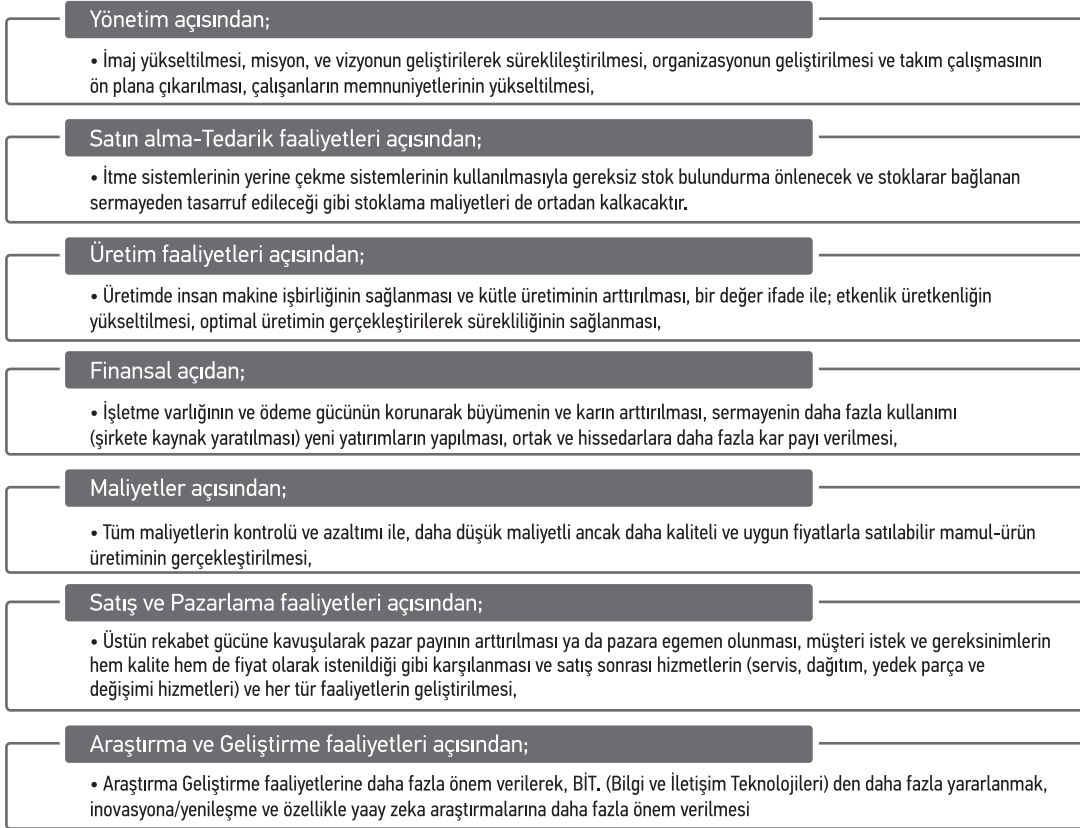 Yönetim açısından;
• İmaj yükseltilmesi, misyon, ve vizyonun geliştirilerek süreklileştirilmesi, organizasyonun geliştirilmesi ve takım çalışmasının
ön plana çıkarılması, çalışanların memnuniyetlerinin yükseltilmesi,
Satın alma-Tedarik faaliyetleri açısından;
• İtme sistemlerinin yerine çekme sistemlerinin kullanılmasıyla gereksiz stok bulundurma önlenecek ve stoklarar bağlanan
sermayeden tasarruf edileceği gibi stoklama maliyetleri de ortadan kalkacaktır.
Üretim faaliyetleri açısından;
• Üretimde insan makine işbirliğinin sağlanması ve kütle üretiminin arttırılması, bir değer ifade ile; etkenlik üretkenliğin
yükseltilmesi, optimal üretimin gerçekleştirilerek sürekliliğinin sağlanması,
Finansal açıdan;
• İşletme varlığının ve ödeme gücünün korunarak büyümenin ve karın arttırılması, sermayenin daha fazla kullanımı
(şirkete kaynak yaratılması) yeni yatırımların yapılması, ortak ve hissedarlara daha fazla kar payı verilmesi,
Maliyetler açısından;
• Tüm maliyetlerin kontrolü ve azaltımı ile, daha düşük maliyetli ancak daha kaliteli ve uygun fiyatlarla satılabilir mamul-ürün
üretiminin gerçekleştirilmesi,
Satış ve Pazarlama faaliyetleri açısından;
• Üstün rekabet gücüne kavuşularak pazar payının arttırılması ya da pazara egemen olunması, müşteri istek ve gereksinimlerin
hem kalite hem de fiyat olarak istenildiği gibi karşılanması ve satış sonrası hizmetlerin (servis, dağıtım, yedek parça ve
değişimi hizmetleri) ve her tür faaliyetlerin geliştirilmesi,
Araştırma ve Geliştirme faaliyetleri açısından;
• Araştırma Geliştirme faaliyetlerine daha fazla önem verilerek, BİT. (Bilgi ve İletişim Teknolojileri) den daha fazla yararlanmak,
inovasyona/yenileşme ve özellikle yaay zeka araştırmalarına daha fazla önem verilmesi